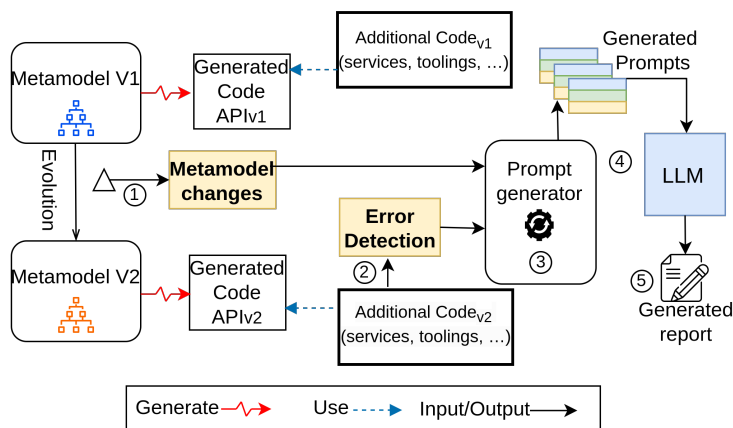 Metamodel V1
Generated
Code
APIv1
Additional Codev1
(services, toolings, ...)
Generated
Prompts
Evolution
1
Metamodel
changes
Prompt
generator
3
4
LLM
Error
Detection
2
Metamodel V2
Generated
Code
APIv2
Additional Codev2
(services, toolings, ...)
5
Generated
report
Generate
Use
Input/Output